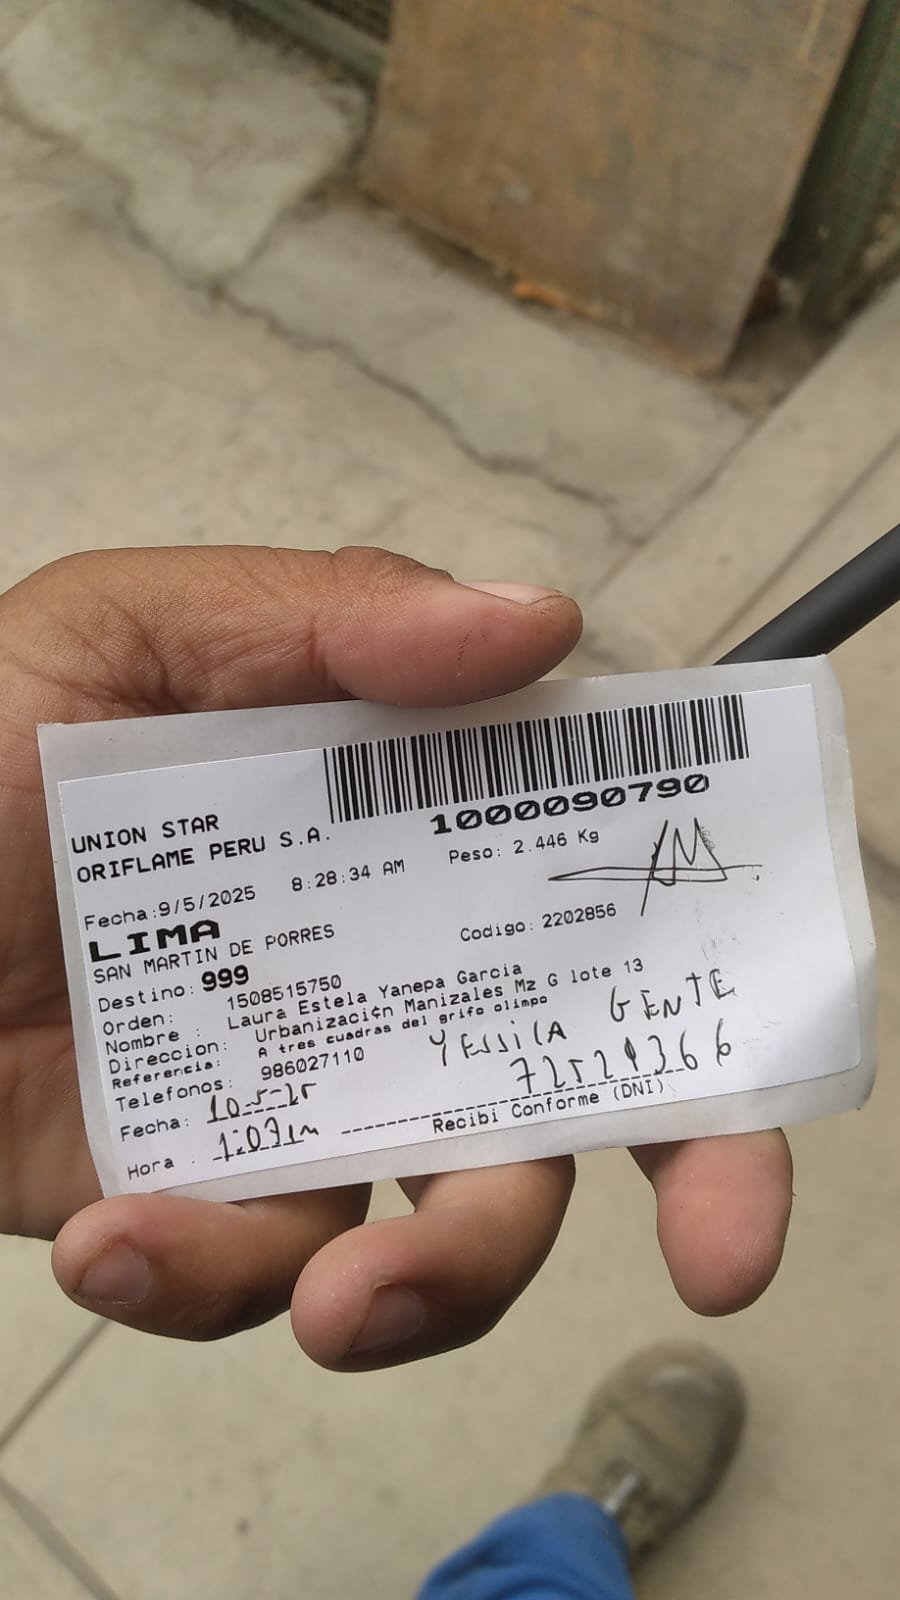 1000090790
UNION STAR
ORIFLAME PERU S.A.
Fecha:9/5/2025 8:28:34 AM Peso: 2.446 Kg
LIMA
SAN MARTIN DE PORRES Codigo: 2202856
Destino: 999
Orden: 1508515750
Nombre : Laura Estela Yanepa Garcia
Direccion: Urbanizaci¢n Manizales Mz G lote 13
Referencia: A tres cuadras del grifo olimpo
Telefonos: 986027110
YESSICA GENTE
Fecha: 10-5-25
Hora :
Recibi Conforme (DNI)